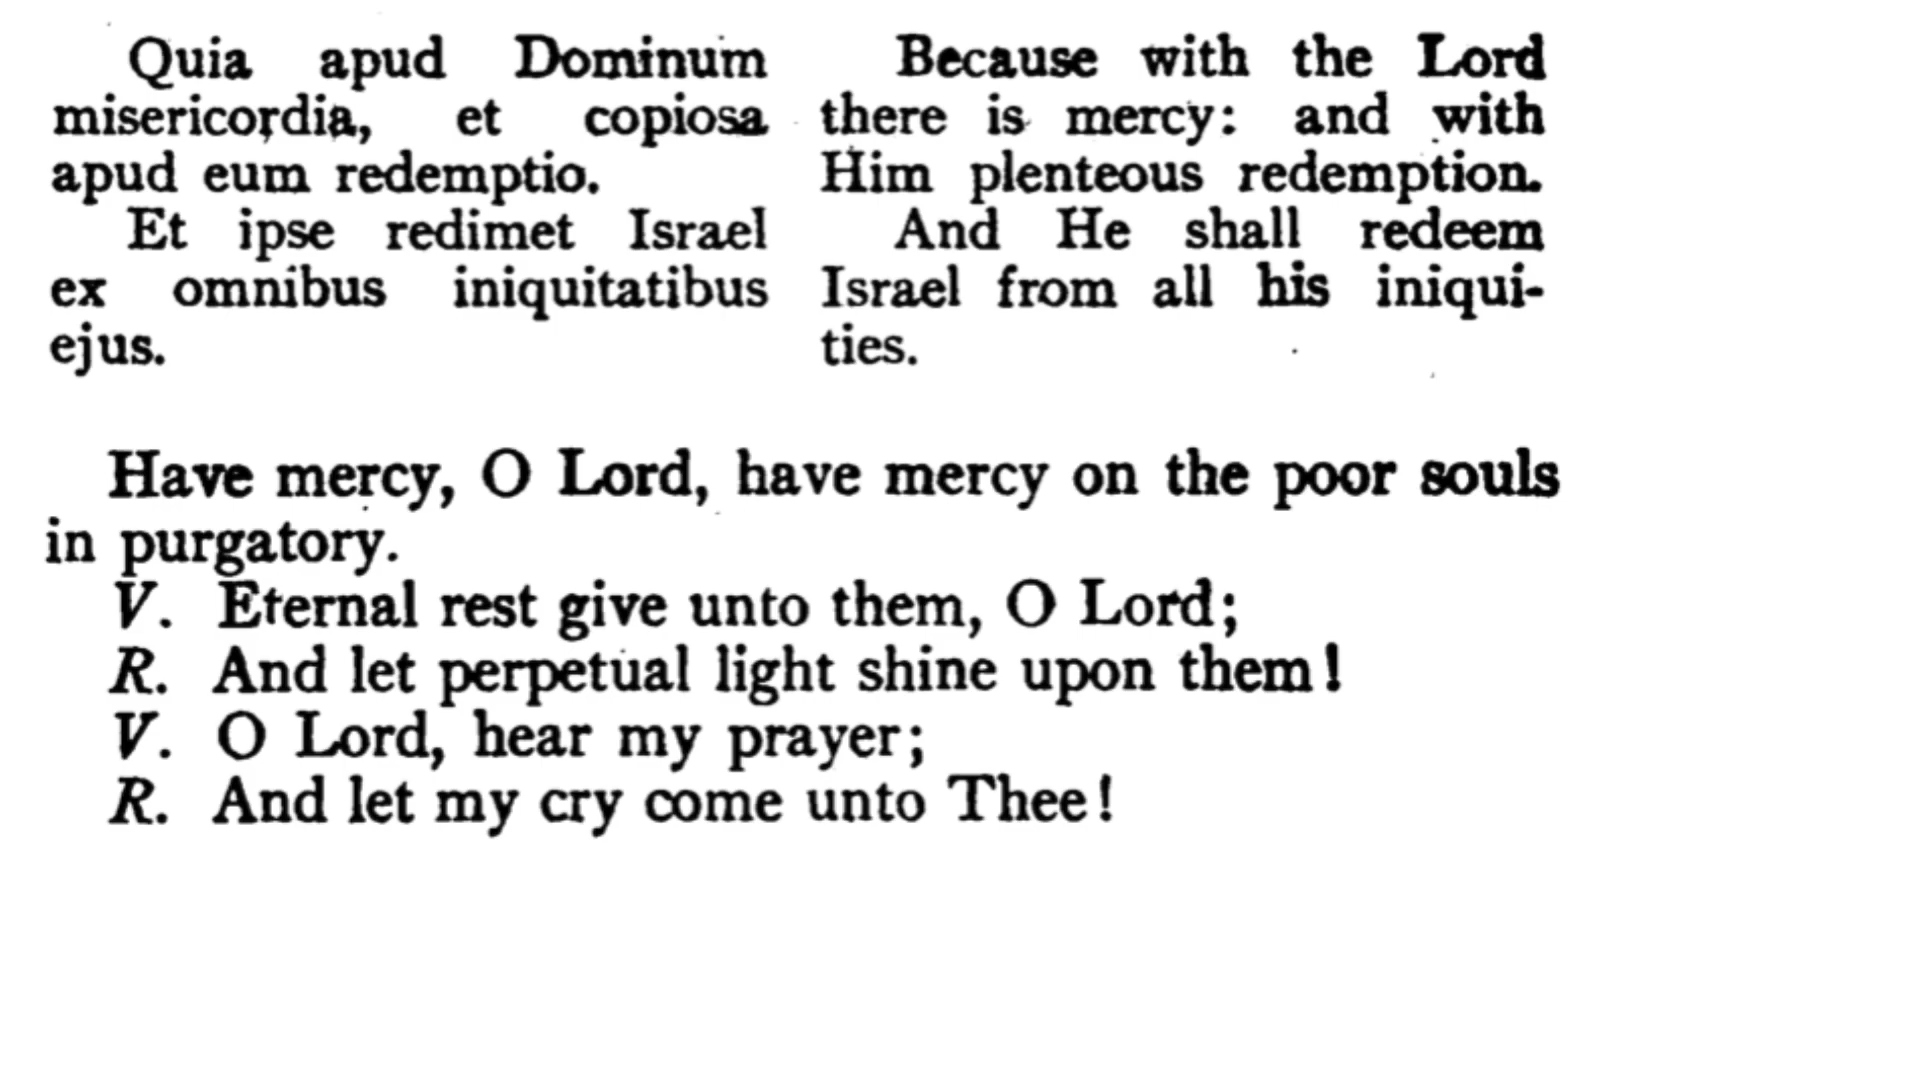 Quia apud Dominum
misericordia, et copiosa
apud eum redemptio.
Et ipse redimet Israel
ex omnibus iniquitatibus
ejus.
Because with the Lord
there is mercy: and with
Him plenteous redemption.
And He shall redeem
Israel from all his iniqui-
ties.
Have mercy, O Lord, have mercy on the poor souls
in purgatory.
V. Eternal rest give unto them, O Lord;
R. And let perpetual light shine upon them!
V. O Lord, hear my prayer;
R. And let my cry come unto Thee!